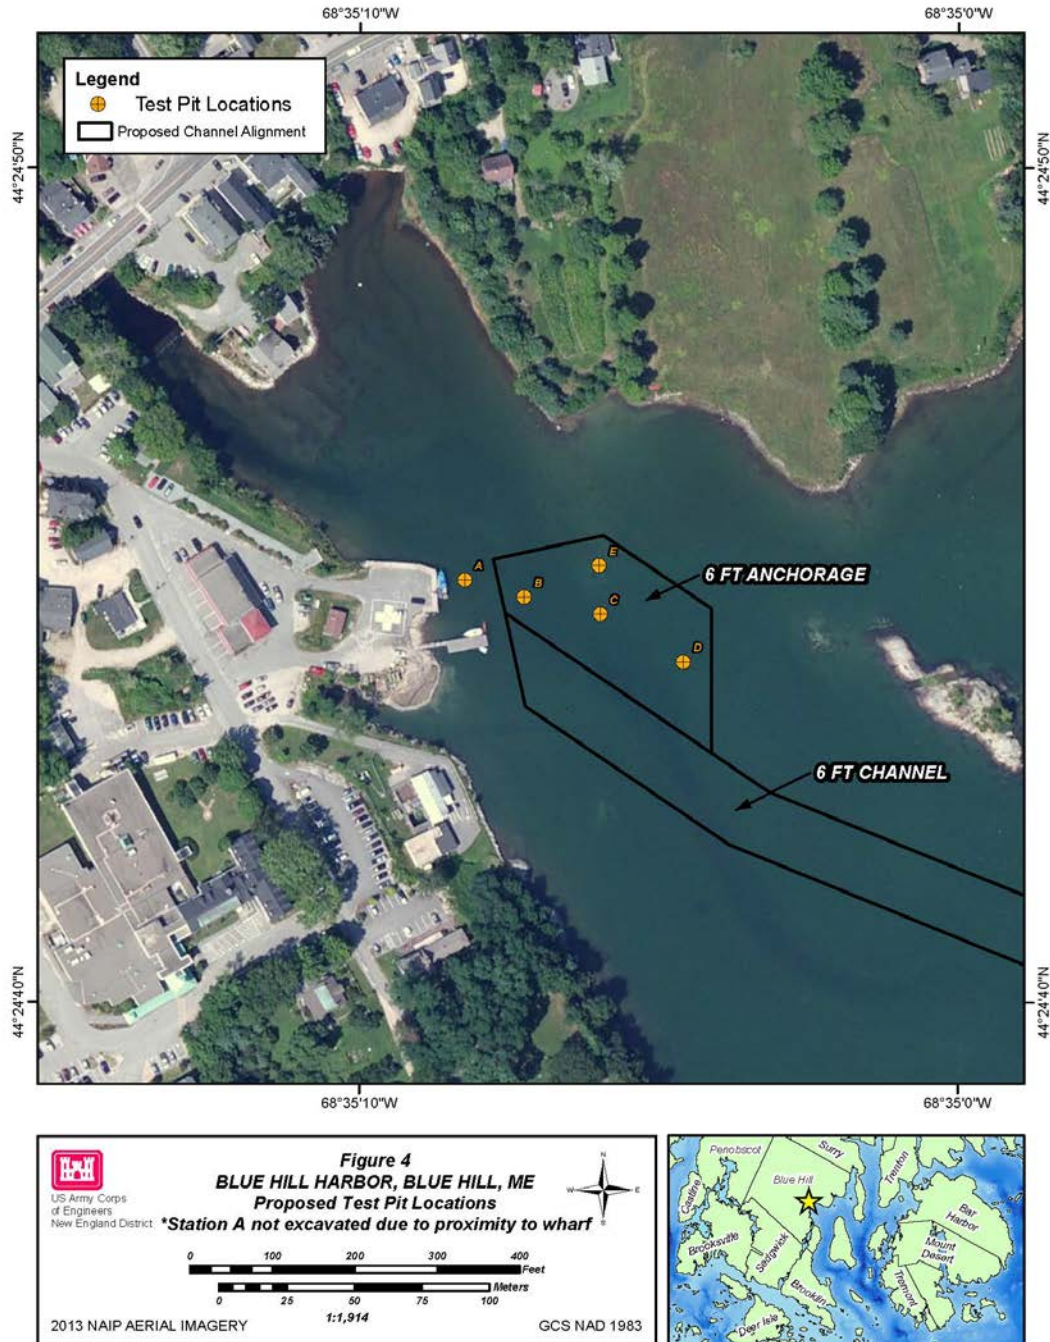 68°35'10"W
68°35'0"W
Legend
Test Pit Locations
Proposed Channel Alignment
44°24'50"N
44°24'50"N
A
B
E
C
D
6 FT ANCHORAGE
6 FT CHANNEL
44°24'40"N
44°24'40"N
68°35'10"W
68°35'0"W
US Army Corps
of Engineers
New England District
Figure 4
BLUE HILL HARBOR, BLUE HILL, ME
Proposed Test Pit Locations
*Station A not excavated due to proximity to wharf
N
W
E
S
0 100 200 300 400
Feet
Meters
0 25 50 75 100
1:1,914
2013 NAIP AERIAL IMAGERY
GCS NAD 1983
Penobscot
Surry
Trenton
Blue Hill
Castine
Bar
Harbor
Brooksville
Sedgwick
Mount
Desert
Tremont
Brooklin
Deer Isle